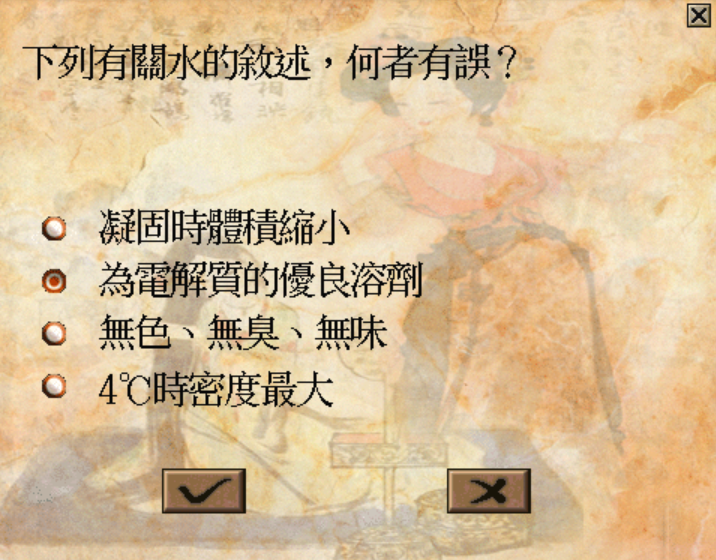 下列有關水的敘述，何者有誤？
凝固時體積縮小
為電解質的優良溶劑
無色、無臭、無味
4℃時密度最大